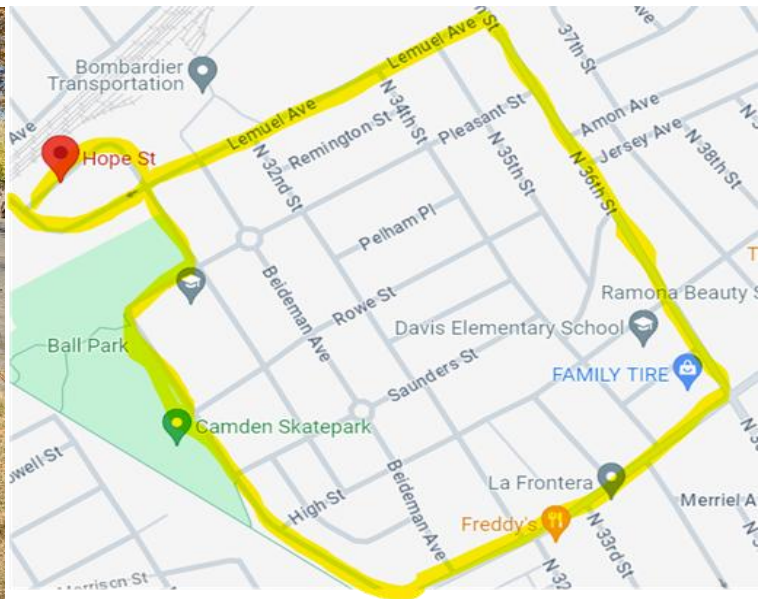 37th St
Bombardier
Transportation
Lemuel Ave
Lemuel Ave
Ave
Hope St
N 34th St
Pleasant St
Amon Ave
Remington St
Jersey Ave
N 38th St
N 32nd St
N 35th St
N 36th St
Pelham Pl
Beideman Ave
Rowe St
Ramona Beauty S
Davis Elementary School
Ball Park
Saunders St
FAMILY TIRE
Camden Skatepark
owell St
Beideman Ave
La Frontera
High St
Merriel A
Freddy's
N 33rd St
N 32
Morrison St